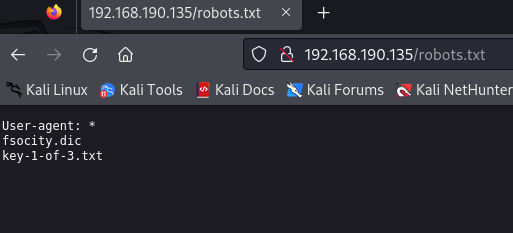 192.168.190.135/robots.txt
192.168.190.135/robots.txt
Kali Linux Kali Tools Kali Docs Kali Forums Kali NetHunter
User-agent: *
fsocity.dic
key-1-of-3.txt